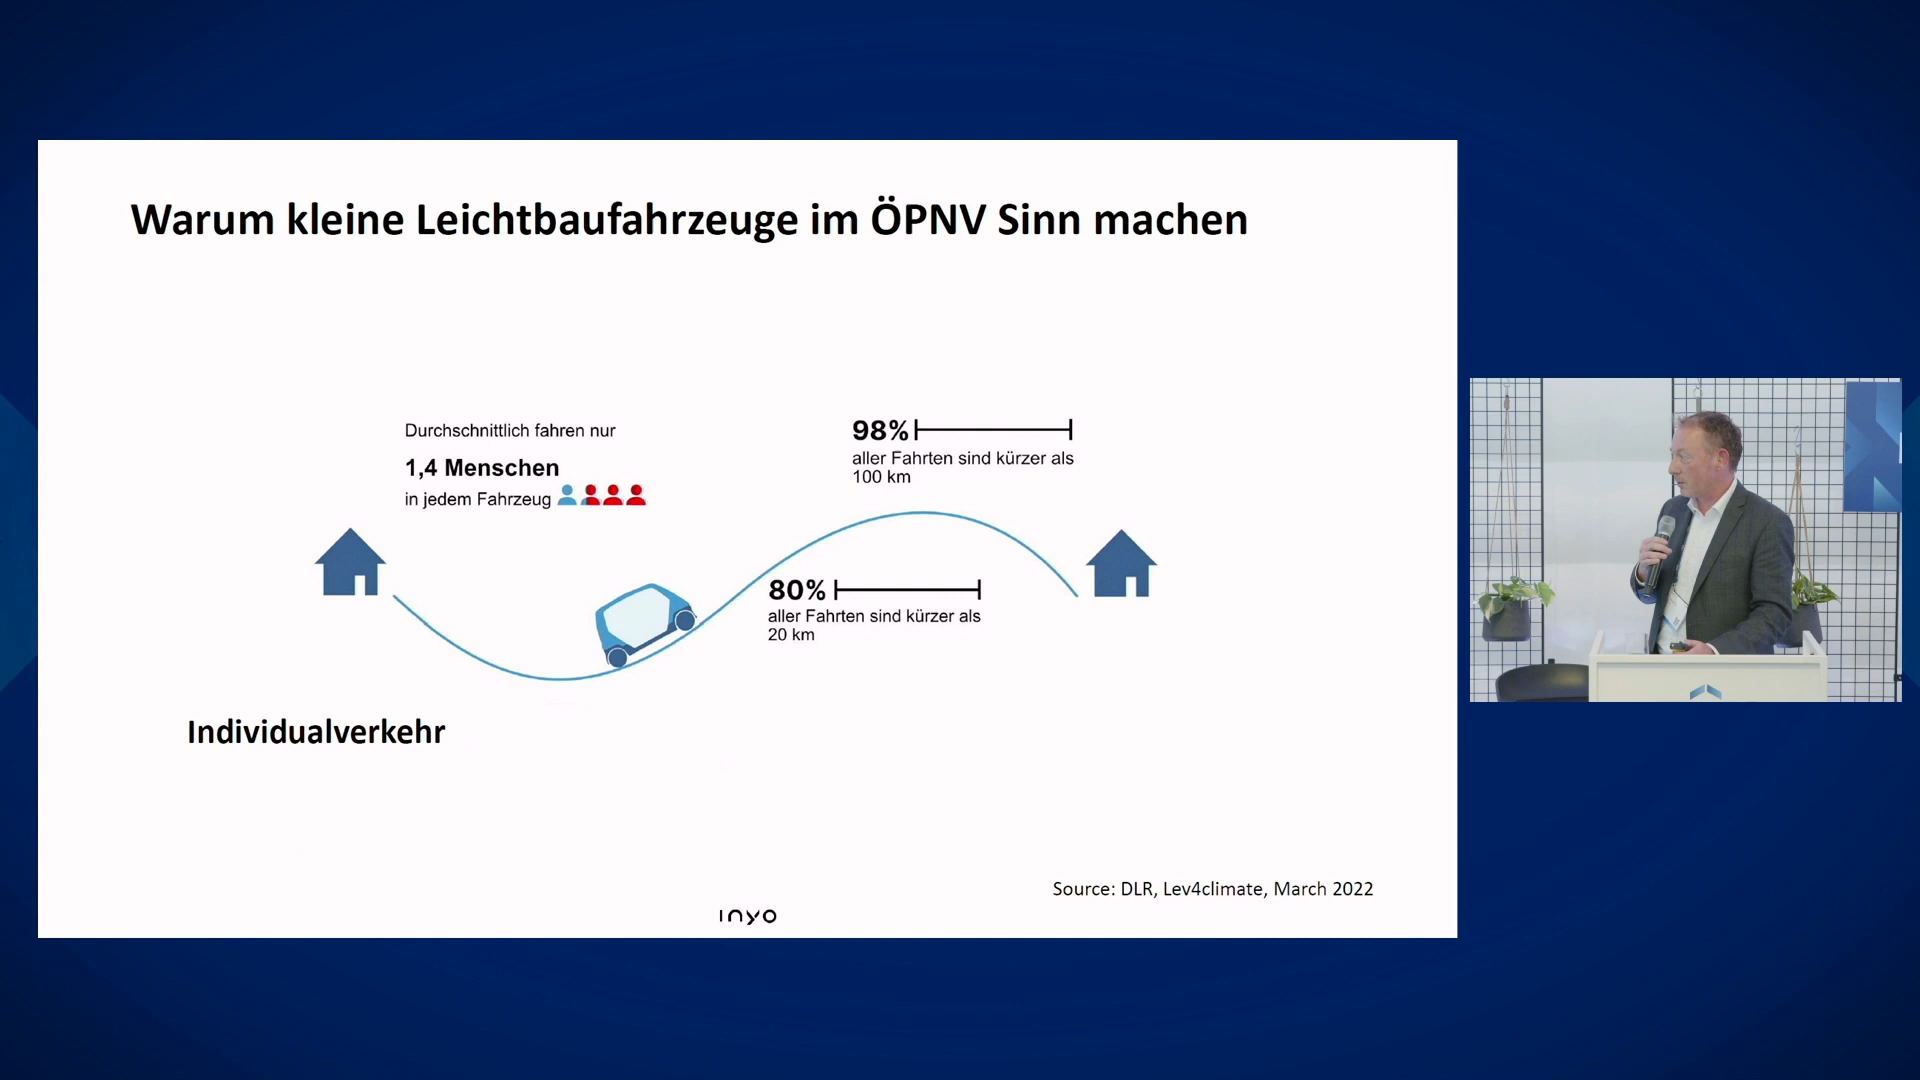 Warum kleine Leichtbaufahrzeuge im ÖPNV Sinn machen
Durchschnittlich fahren nur
1,4 Menschen
in jedem Fahrzeug
98%
aller Fahrten sind kürzer als
100 km
80%
aller Fahrten sind kürzer als
20 km
Individualverkehr
Source: DLR, Lev4climate, March 2022
inyo